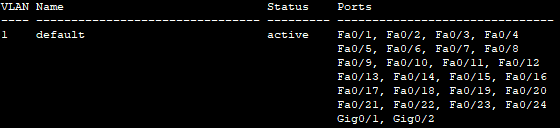 VLAN Name                             Status    Ports
---- -------------------------------- --------- -------------------------------
1    default                          active    Fa0/1, Fa0/2, Fa0/3, Fa0/4
                                                Fa0/5, Fa0/6, Fa0/7, Fa0/8
                                                Fa0/9, Fa0/10, Fa0/11, Fa0/12
                                                Fa0/13, Fa0/14, Fa0/15, Fa0/16
                                                Fa0/17, Fa0/18, Fa0/19, Fa0/20
                                                Fa0/21, Fa0/22, Fa0/23, Fa0/24
                                                Gig0/1, Gig0/2